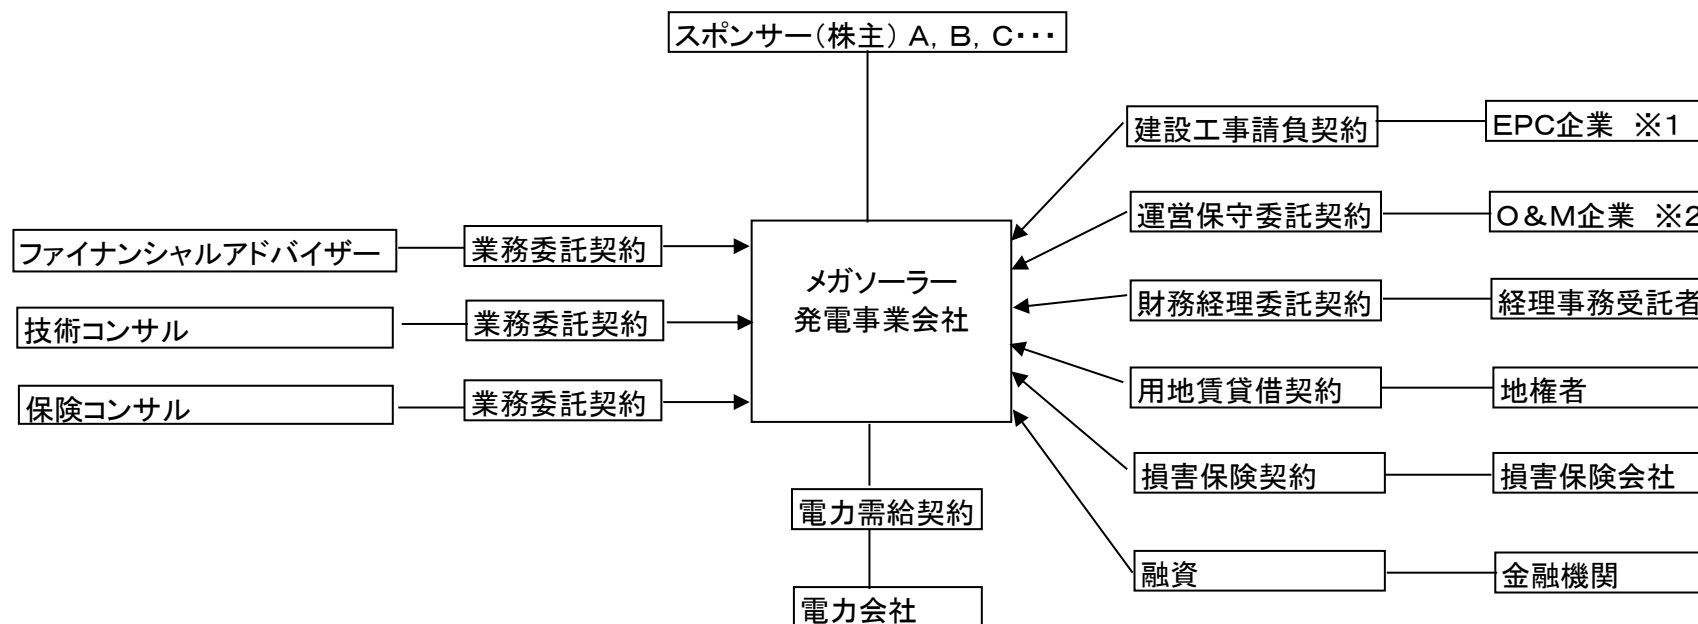 スポンサー(株主) A, B, C・・・
建設工事請負契約
EPC企業 ※1
運営保守委託契約
O&M企業 ※2
ファイナンシャルアドバイザー
業務委託契約
メガソーラー
発電事業会社
財務経理委託契約
経理事務受託者
技術コンサル
業務委託契約
用地賃貸借契約
地権者
保険コンサル
業務委託契約
損害保険契約
損害保険会社
電力需給契約
融資
金融機関
電力会社